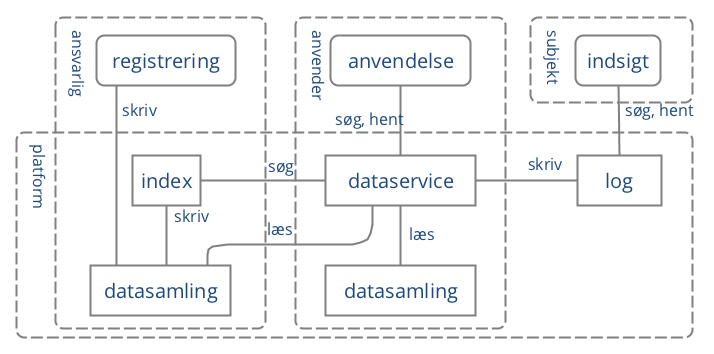 ansvarlig
registrering
skriv
anvender
anvendelse
søg, hent
subjekt
indsigt
søg, hent
platform
index
søg
dataservice
skriv
log
skriv
læs
læs
datasamling
datasamling